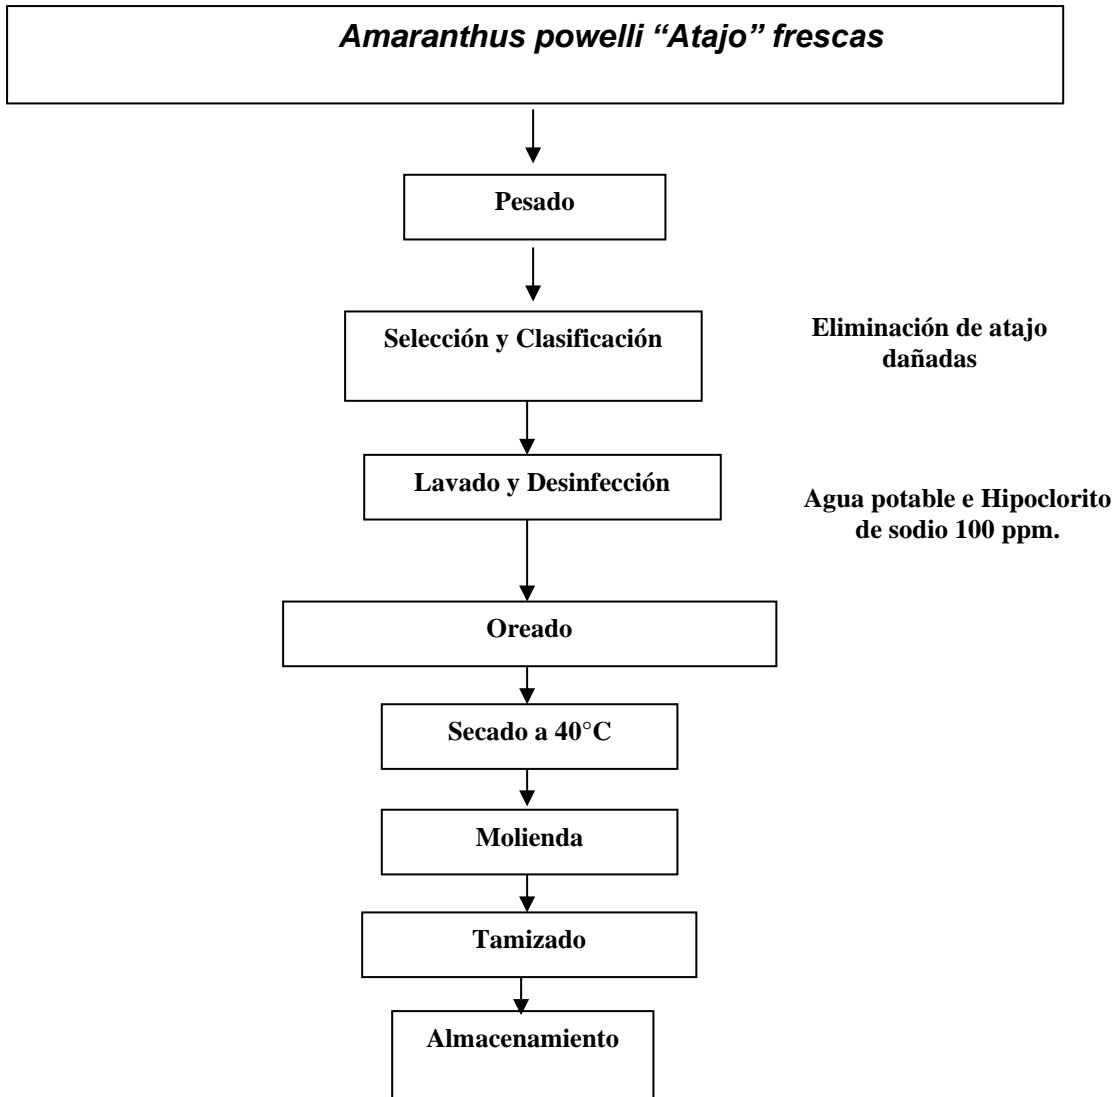 Amaranthus powelli “Atajo” frescas
Pesado
Selección y Clasificación
Eliminación de atajo
dañadas
Lavado y Desinfección
Agua potable e Hipoclorito
de sodio 100 ppm.
Oreado
Secado a 40°C
Molienda
Tamizado
Almacenamiento